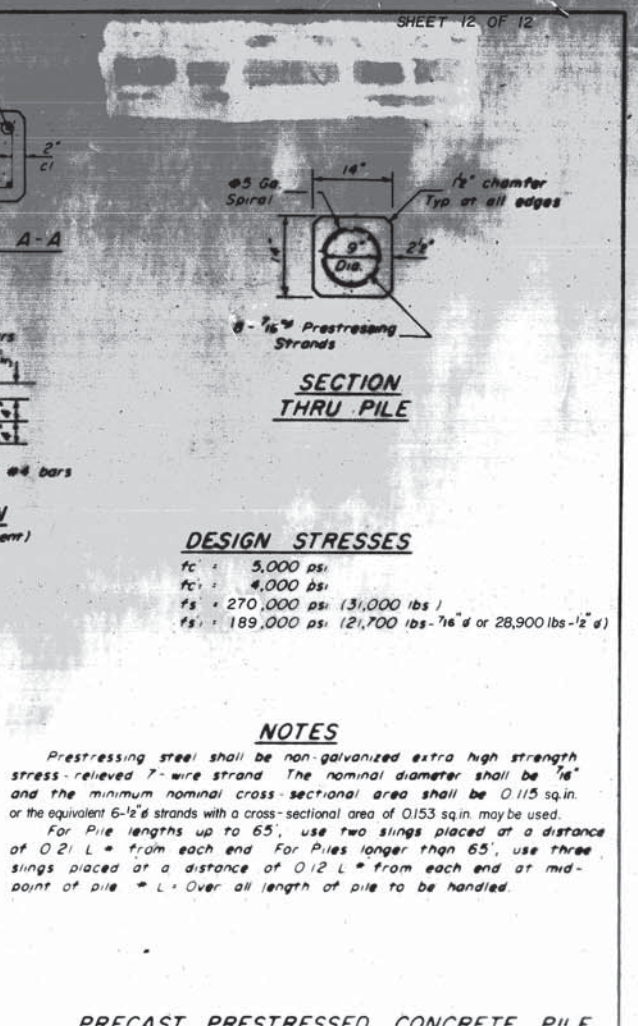 SHEET 12 OF 12
2"
cl
A-A
#5 Ga.
Spiral
14"
1½" chamfer
Typ at all edges
9"
Dia.
2½"
8 - 7/16"ø Prestressing
Strands
SECTION
THRU PILE
#4 bars
DESIGN STRESSES
fc' = 5,000 psi
fc'i = 4,000 psi
fs' = 270,000 psi (31,000 lbs)
fs'i = 189,000 psi (21,700 lbs-7/16"ø or 28,900 lbs-½"ø)
NOTES
Prestressing steel shall be non-galvanized extra high strength
stress-relieved 7-wire strand The nominal diameter shall be 7/16"
and the minimum nominal cross-sectional area shall be 0.115 sq.in.
or the equivalent 6-½"ø strands with a cross-sectional area of 0.153 sq.in. may be used.
For Pile lengths up to 65', use two slings placed at a distance
of 0.21 L * from each end For Piles longer than 65', use three
slings placed at a distance of 0.12 L * from each end at mid-
point of pile * L = Over all length of pile to be handled.
PRECAST PRESTRESSED CONCRETE PILE